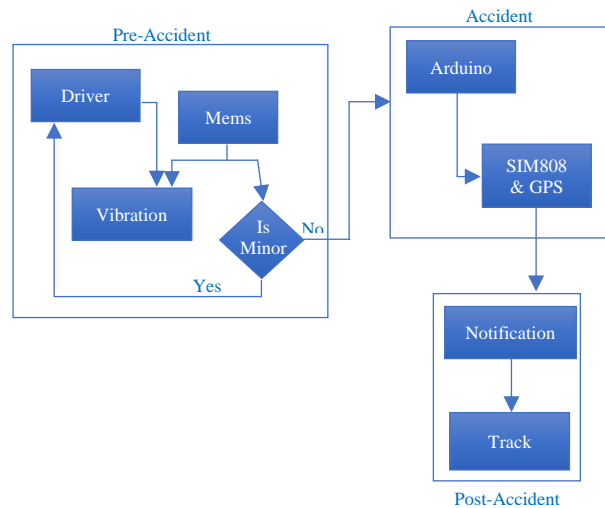 Pre-Accident
Driver
Mems
Vibration
Is
Minor
No
Yes
Accident
Arduino
SIM808
& GPS
Notification
Track
Post-Accident